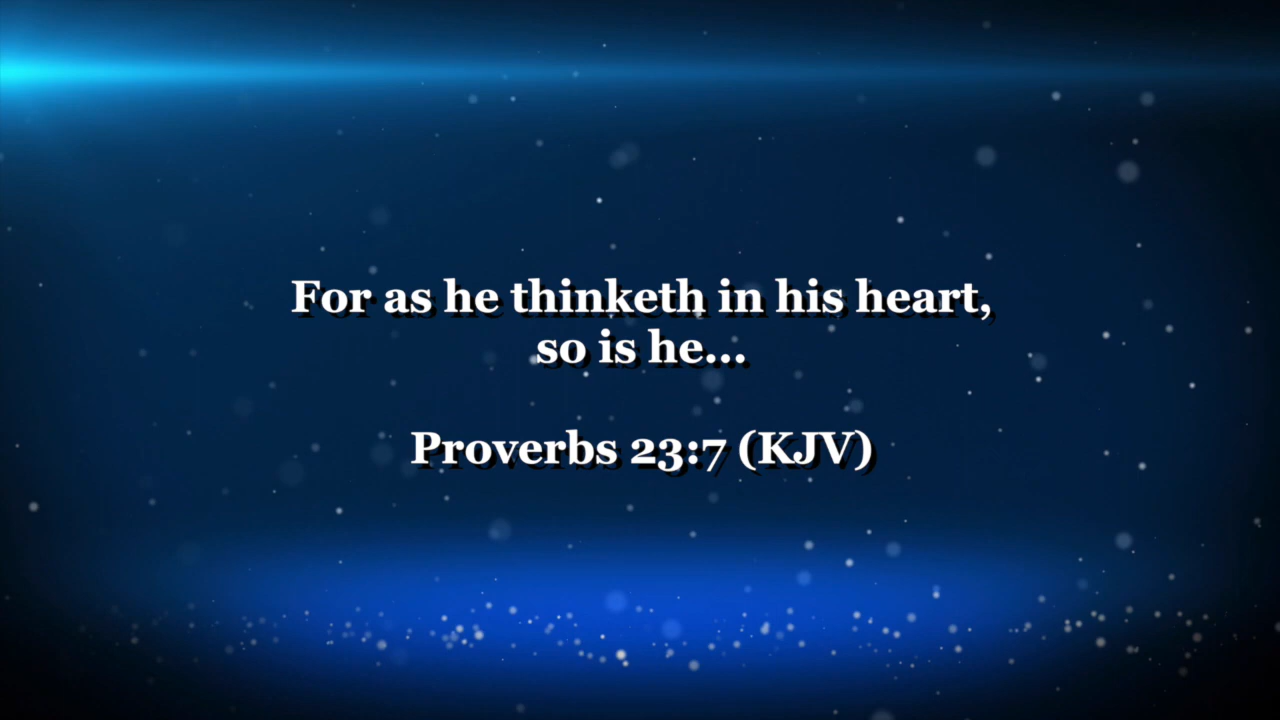 For as he thinketh in his heart,
so is he...
Proverbs 23:7 (KJV)